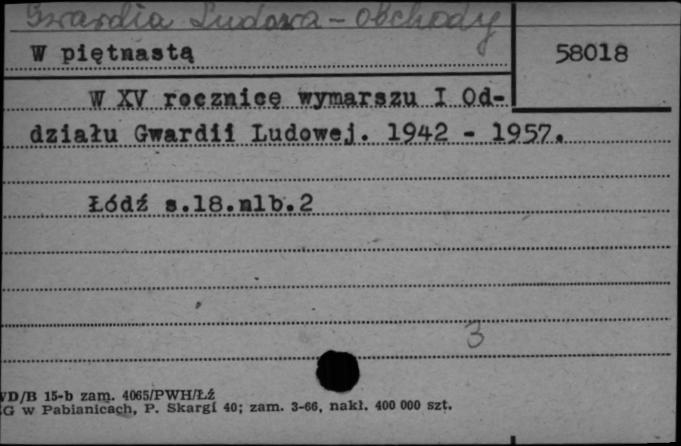 Gwardia Ludowa - obchody
W piętnastą
58018
W XV rocznicę wymarszu I Od-
działu Gwardii Ludowej. 1942 - 1957.
Łódź s.18.nlb.2
3
VD/B 15-b zam. 4065/PWH/Łź
G w Pabianicach, P. Skargi 40; zam. 3-66, nakł. 400 000 szt.